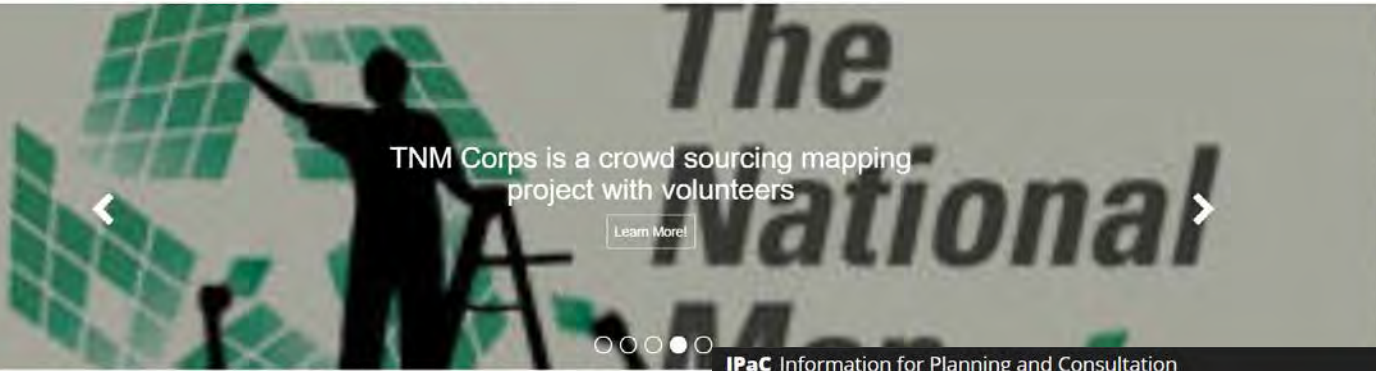 The
National
Map
TNM Corps is a crowd sourcing mapping
project with volunteers
Learn More!
IPaC Information for Planning and Consultation